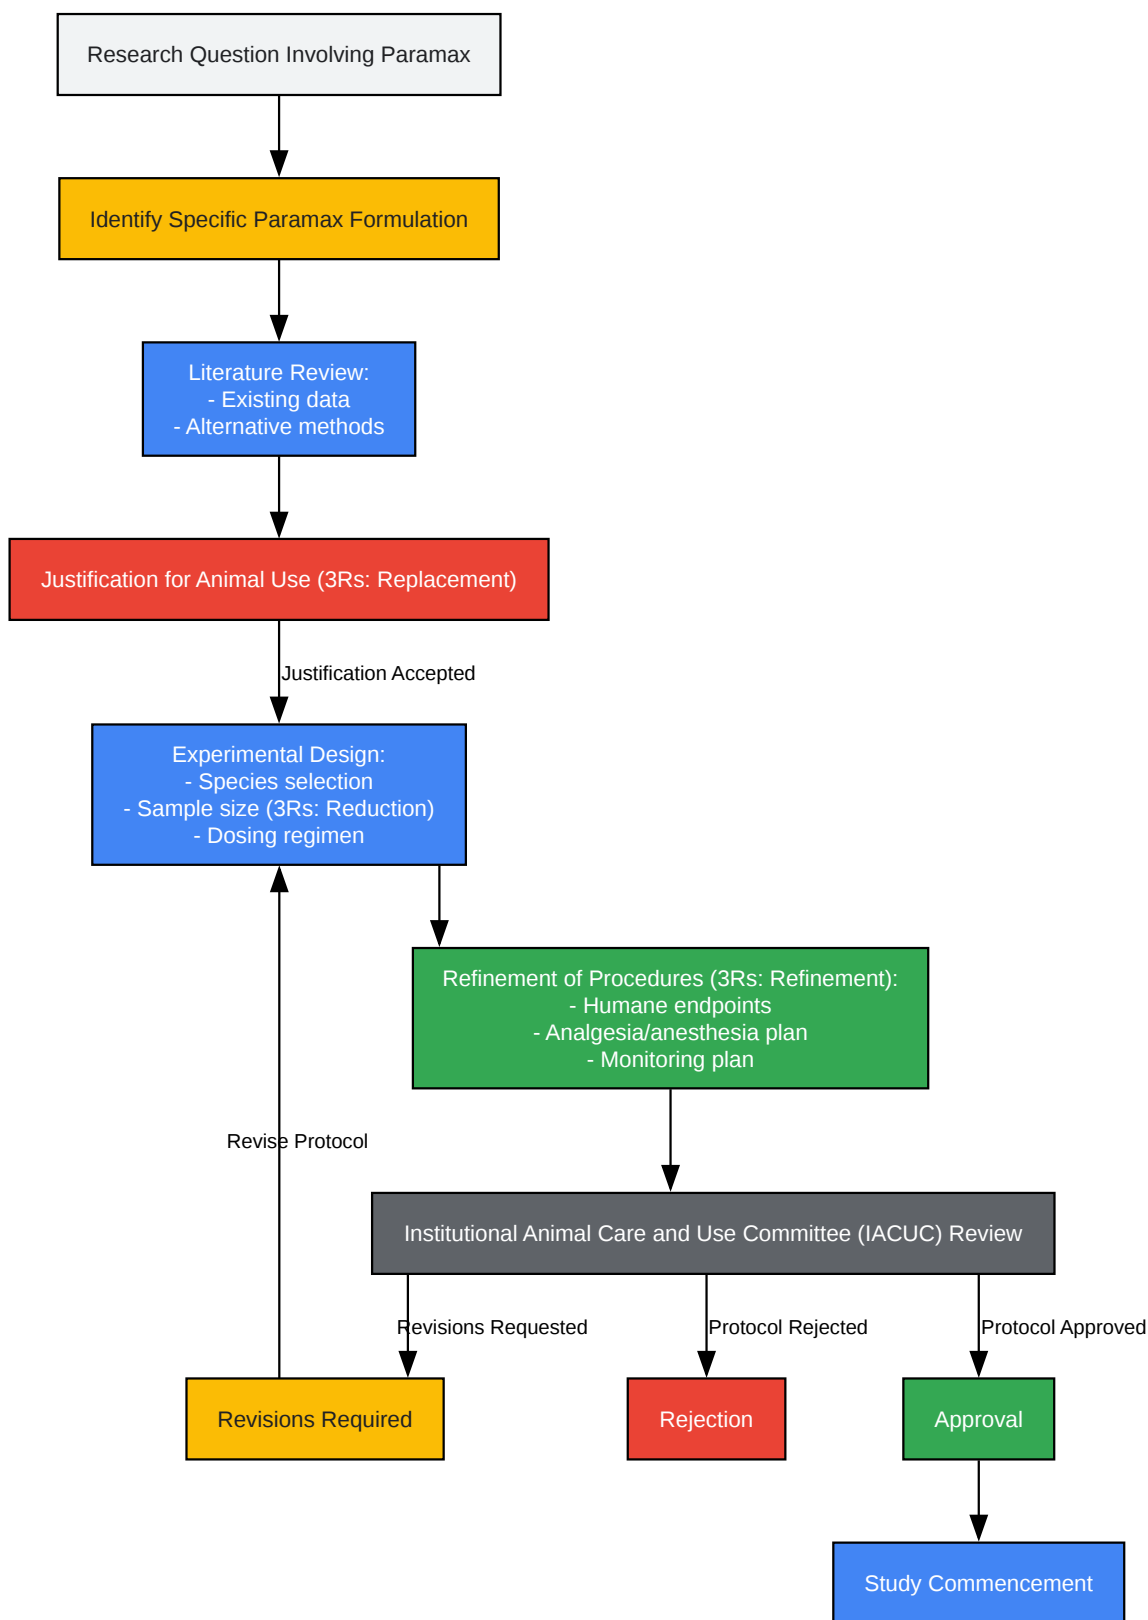 Research Question Involving Paramax
Identify Specific Paramax Formulation
Literature Review:
- Existing data
- Alternative methods
Justification for Animal Use (3Rs: Replacement)
Justification Accepted
Experimental Design:
- Species selection
- Sample size (3Rs: Reduction)
- Dosing regimen
Refinement of Procedures (3Rs: Refinement):
- Humane endpoints
- Analgesia/anesthesia plan
- Monitoring plan
Revise Protocol
Institutional Animal Care and Use Committee (IACUC) Review
Revisions Requested
Protocol Rejected
Protocol Approved
Revisions Required
Rejection
Approval
Study Commencement